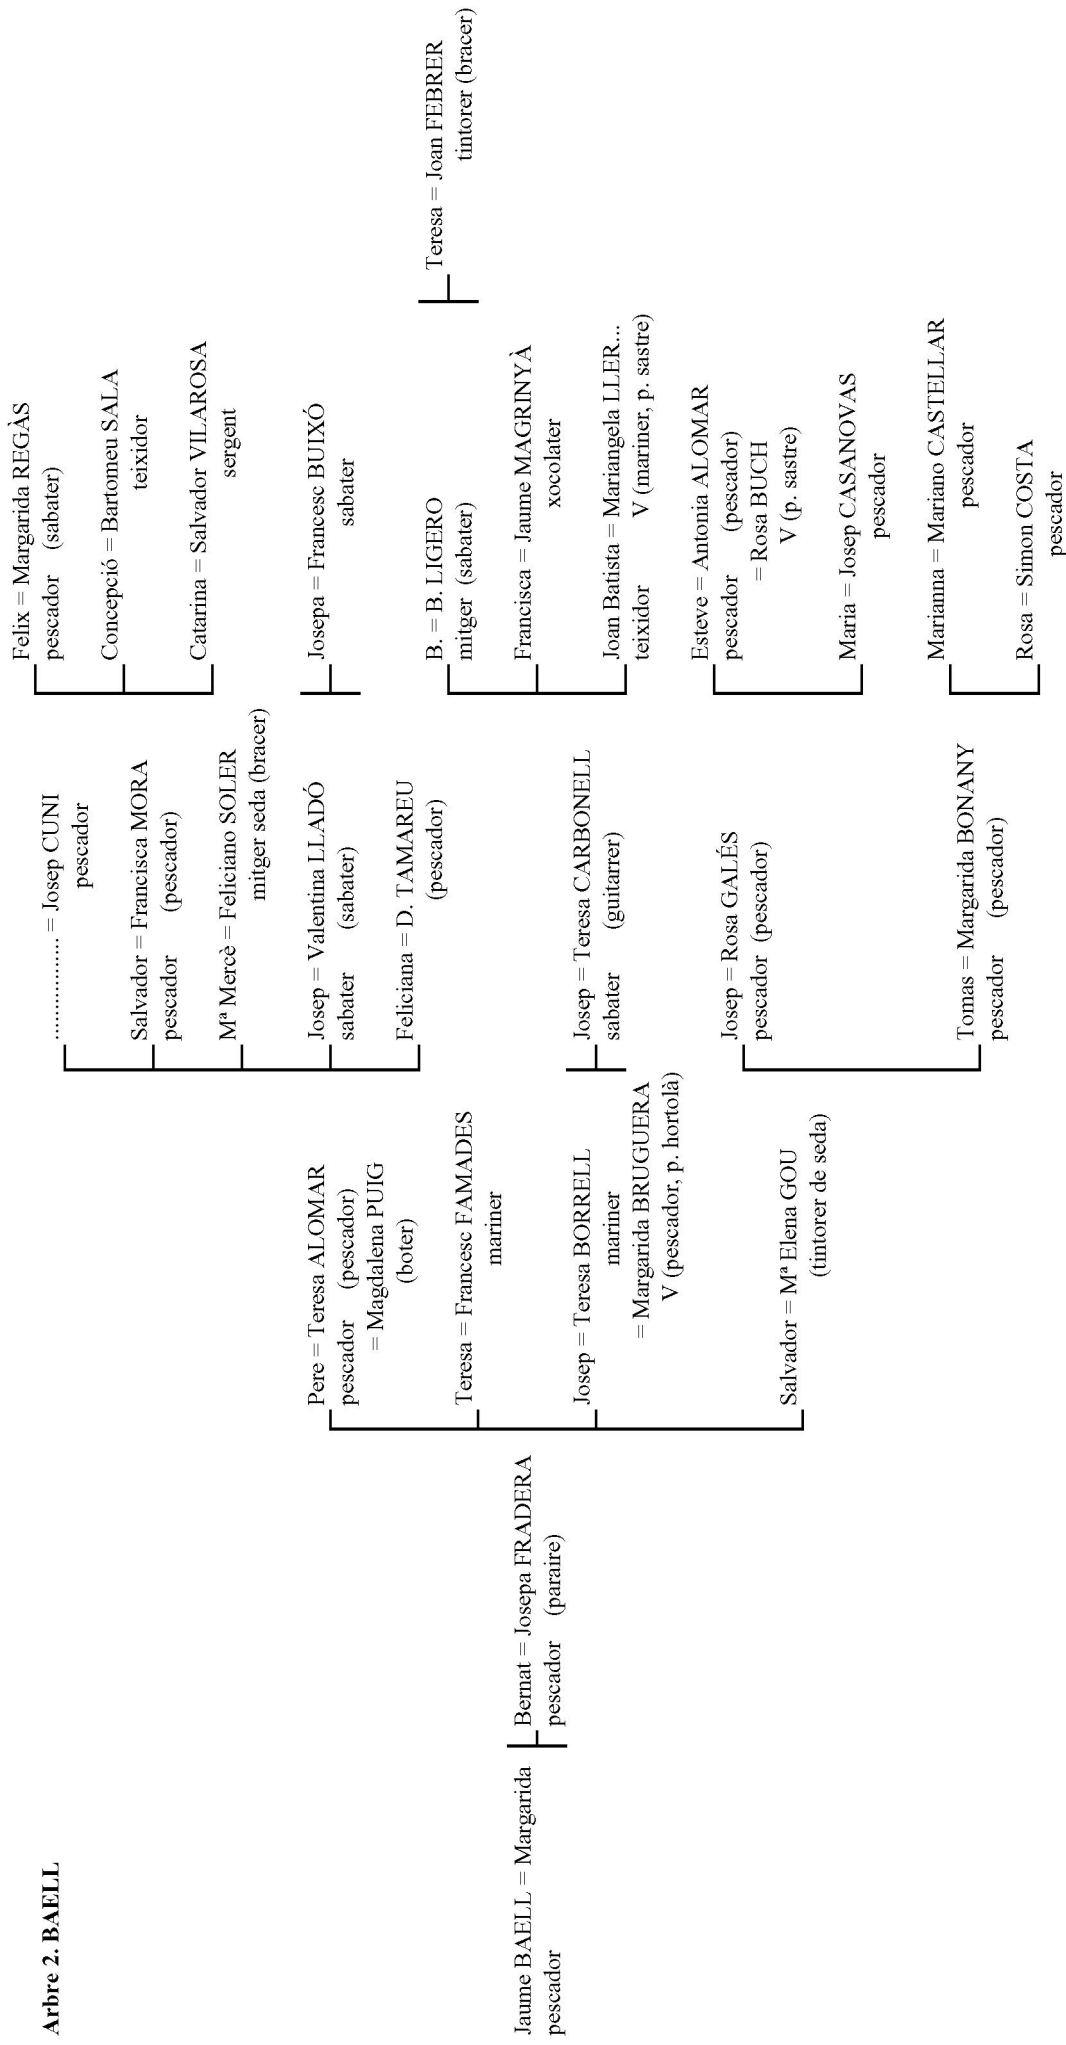 Arbre 2. BAELL
Jaume BAELL = Margarida
pescador
Bernat = Josepa FRADERA
pescador (paraire)
Pere = Teresa ALOMAR
pescador (pescador)
= Magdalena PUIG
(boter)
Teresa = Francesc FAMADES
mariner
Josep = Teresa BORRELL
mariner
= Margarida BRUGUERA
V (pescador, p. hortolà)
Salvador = Mª Elena GOU
(tintorer de seda)
.................. = Josep CUNI
pescador
Salvador = Francisca MORA
pescador (pescador)
Mª Mercè = Feliciano SOLER
mitger seda (bracer)
Josep = Valentina LLADÓ
sabater (sabater)
Feliciana = D. TAMAREU
(pescador)
Josep = Teresa CARBONELL
sabater (guitarrer)
Josep = Rosa GALÉS
pescador (pescador)
Tomas = Margarida BONANY
pescador (pescador)
Felix = Margarida REGÀS
pescador (sabater)
Concepció = Bartomeu SALA
teixidor
Catarina = Salvador VILAROSA
sergent
Josepa = Francesc BUIXÓ
sabater
B. = B. LIGERO
mitger (sabater)
Francisca = Jaume MAGRINYÀ
xocolater
Joan Batista = Mariangela LLER...
teixidor V (mariner, p. sastre)
Esteve = Antonia ALOMAR
pescador (pescador)
= Rosa BUCH
V (p. sastre)
Maria = Josep CASANOVAS
pescador
Marianna = Mariano CASTELLAR
pescador
Rosa = Simon COSTA
pescador
Teresa = Joan FEBRER
tintorer (bracer)